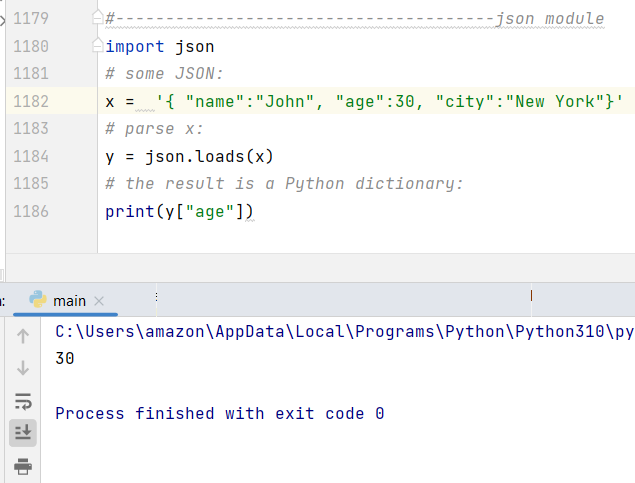 1179 #-------------------------------------json module
1180 import json
1181 # some JSON:
1182 x =  '{ "name":"John", "age":30, "city":"New York"}'
1183 # parse x:
1184 y = json.loads(x)
1185 # the result is a Python dictionary:
1186 print(y["age"])
: main ×
C:\Users\amazon\AppData\Local\Programs\Python\Python310\py
30
Process finished with exit code 0